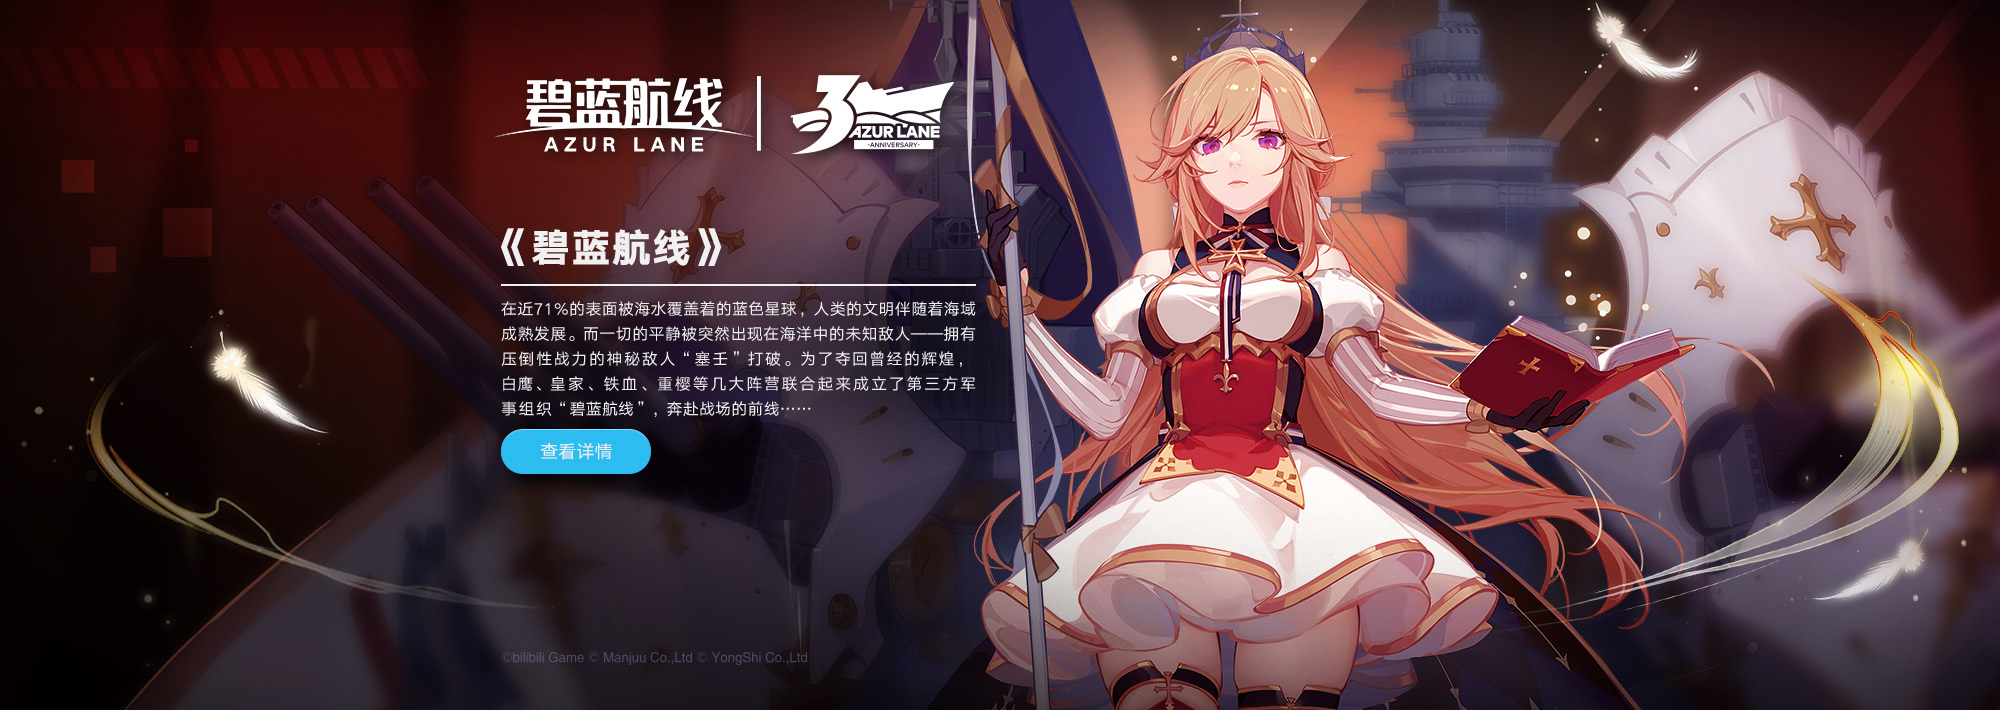 碧蓝航线
AZUR LANE
3
AZUR LANE
-ANNIVERSARY-
《碧蓝航线》
在近71%的表面被海水覆盖着的蓝色星球，人类的文明伴随着海域
成熟发展。而一切的平静被突然出现在海洋中的未知敌人——拥有
压倒性战力的神秘敌人“塞壬”打破。为了夺回曾经的辉煌，
白鹰、皇家、铁血、重樱等几大阵营联合起来成立了第三方军
事组织“碧蓝航线”，奔赴战场的前线……
查看详情
©bilibili Game © Manjuu Co.,Ltd © YongShi Co.,Ltd